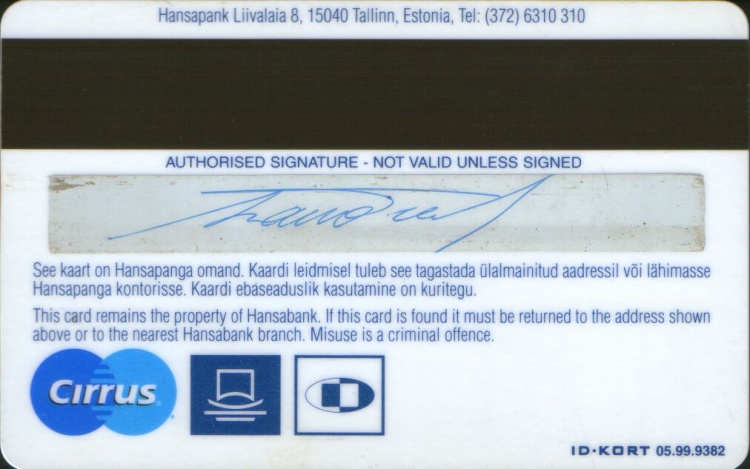 Hansapank Liivalaia 8, 15040 Tallinn, Estonia, Tel: (372) 6310 310
AUTHORISED SIGNATURE - NOT VALID UNLESS SIGNED
See kaart on Hansapanga omand. Kaardi leidmisel tuleb see tagastada ülalmainitud aadressil või lähimasse
Hansapanga kontorisse. Kaardi ebaseaduslik kasutamine on kuritegu.
This card remains the property of Hansabank. If this card is found it must be returned to the address shown
above or to the nearest Hansabank branch. Misuse is a criminal offence.
Cirrus
ID-KORT 05.99.9382